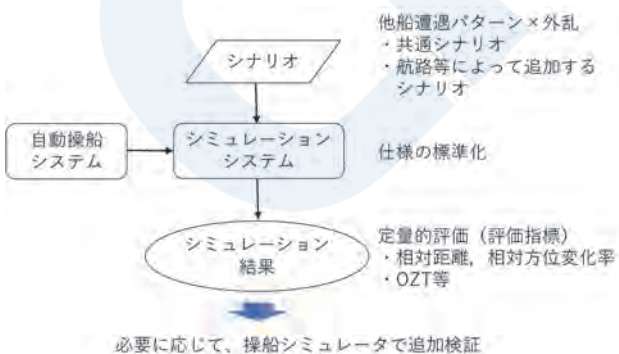 他船遭遇パターン×外乱
・共通シナリオ
・航路等によって追加する
シナリオ
シナリオ
自動操船
システム
シミュレーション
システム
仕様の標準化
シミュレーション
結果
定量的評価（評価指標）
・相対距離，相対方位変化率
・OZT等
必要に応じて、操船シミュレータで追加検証